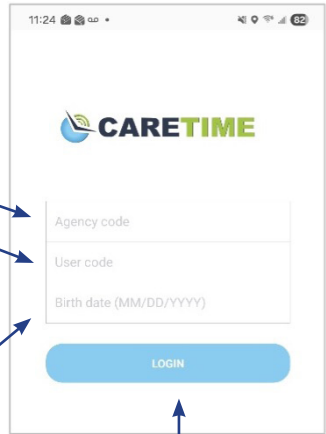 11:24
82
CARETIME
Agency code
User code
Birth date (MM/DD/YYYY)
LOGIN